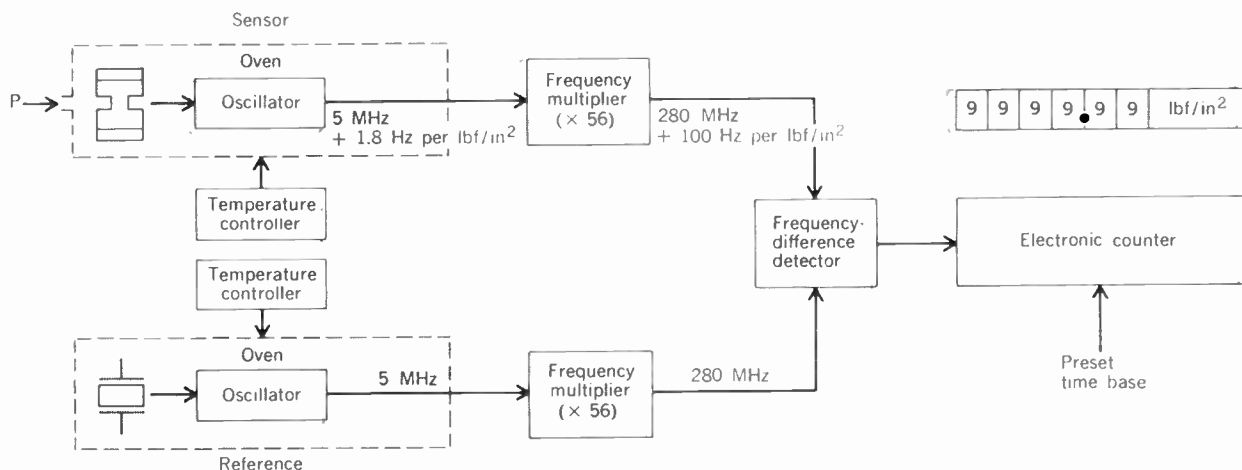 Sensor
Oven
P
Oscillator
5 MHz
+ 1.8 Hz per lbf/in²
Frequency
multiplier
(× 56)
280 MHz
+ 100 Hz per lbf/in²
9 9 9 9 . 9 9 lbf/in²
Temperature
controller
Frequency-
difference
detector
Electronic counter
Temperature
controller
Preset
time base
Oven
Oscillator
5 MHz
Frequency
multiplier
(× 56)
280 MHz
Reference